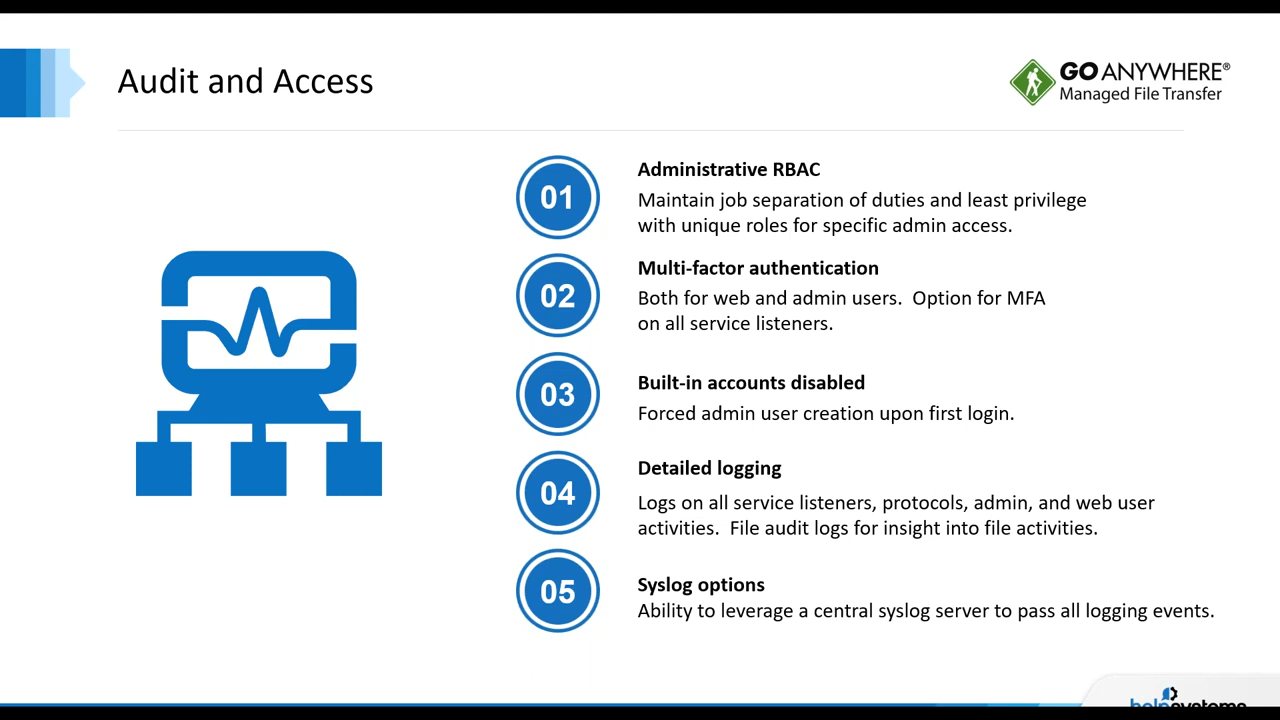 Audit and Access
GO ANYWHERE®
Managed File Transfer
01
Administrative RBAC
Maintain job separation of duties and least privilege
with unique roles for specific admin access.
02
Multi-factor authentication
Both for web and admin users.  Option for MFA
on all service listeners.
03
Built-in accounts disabled
Forced admin user creation upon first login.
04
Detailed logging
Logs on all service listeners, protocols, admin, and web user
activities.  File audit logs for insight into file activities.
05
Syslog options
Ability to leverage a central syslog server to pass all logging events.
helpsystems